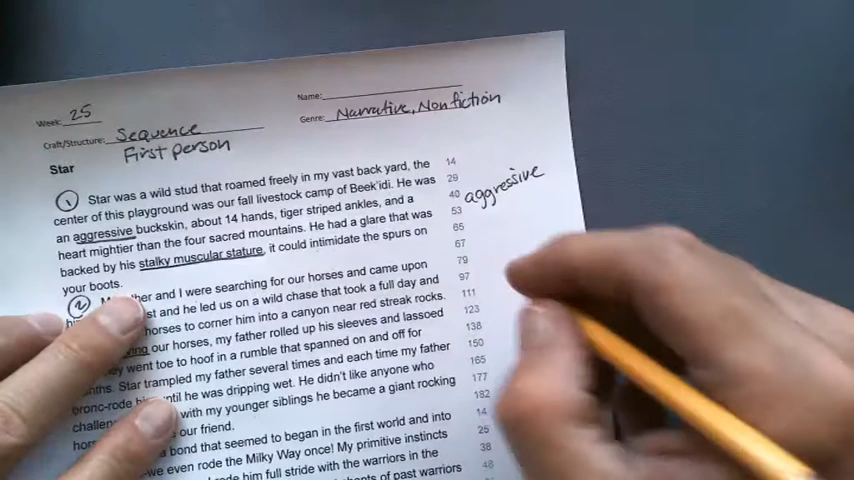 Week: 25
Name:
Craft/Structure: Sequence
Genre: Narrative, Nonfiction
First person
Star
1 Star was a wild stud that roamed freely in my vast back yard, the 14
center of this playground was our fall livestock camp of Beek'idi. He was 29
an aggressive buckskin, about 14 hands, tiger striped ankles, and a 40 aggressive
heart mightier than the four sacred mountains. He had a glare that was 53
backed by his stalky muscular stature, it could intimidate the spurs on 65
your boots. 67
2 and I were searching for our horses and came upon 79
and he led us on a wild chase that took a full day and 97
horses to corner him into a canyon near red streak rocks. 111
our horses, my father rolled up his sleeves and lassoed 123
They went toe to hoof in a rumble that spanned on and off for 138
Star trampled my father several times and each time my father 150
bronc-rode until he was dripping wet. He didn't like anyone who 165
with my younger siblings he became a giant rocking 177
our friend. 182
a bond that seemed to began in the first world and into 14
we even rode the Milky Way once! My primitive instincts 25
rode him full stride with the warriors in the 38
of past warriors 48